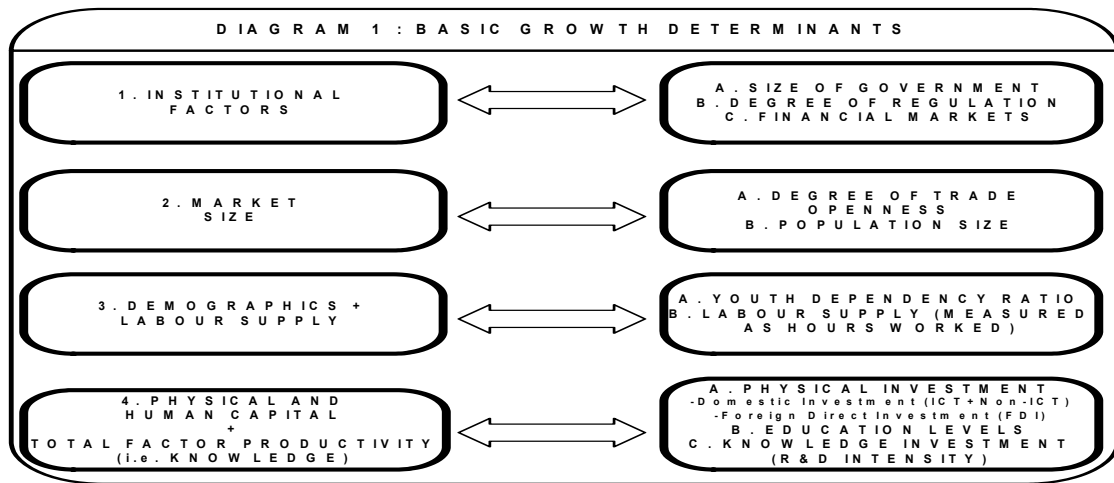 DIAGRAM 1: BASIC GROWTH DETERMINANTS
1. INSTITUTIONAL
FACTORS
A. SIZE OF GOVERNMENT
B. DEGREE OF REGULATION
C. FINANCIAL MARKETS
2. MARKET
SIZE
A. DEGREE OF TRADE
OPENNESS
B. POPULATION SIZE
3. DEMOGRAPHICS +
LABOUR SUPPLY
A. YOUTH DEPENDENCY RATIO
B. LABOUR SUPPLY (MEASURED
AS HOURS WORKED)
4. PHYSICAL AND
HUMAN CAPITAL
+
TOTAL FACTOR PRODUCTIVITY
(i.e. KNOWLEDGE)
A. PHYSICAL INVESTMENT
-Domestic Investment (ICT+Non-ICT)
-Foreign Direct Investment (FDI)
B. EDUCATION LEVELS
C. KNOWLEDGE INVESTMENT
(R&D INTENSITY)